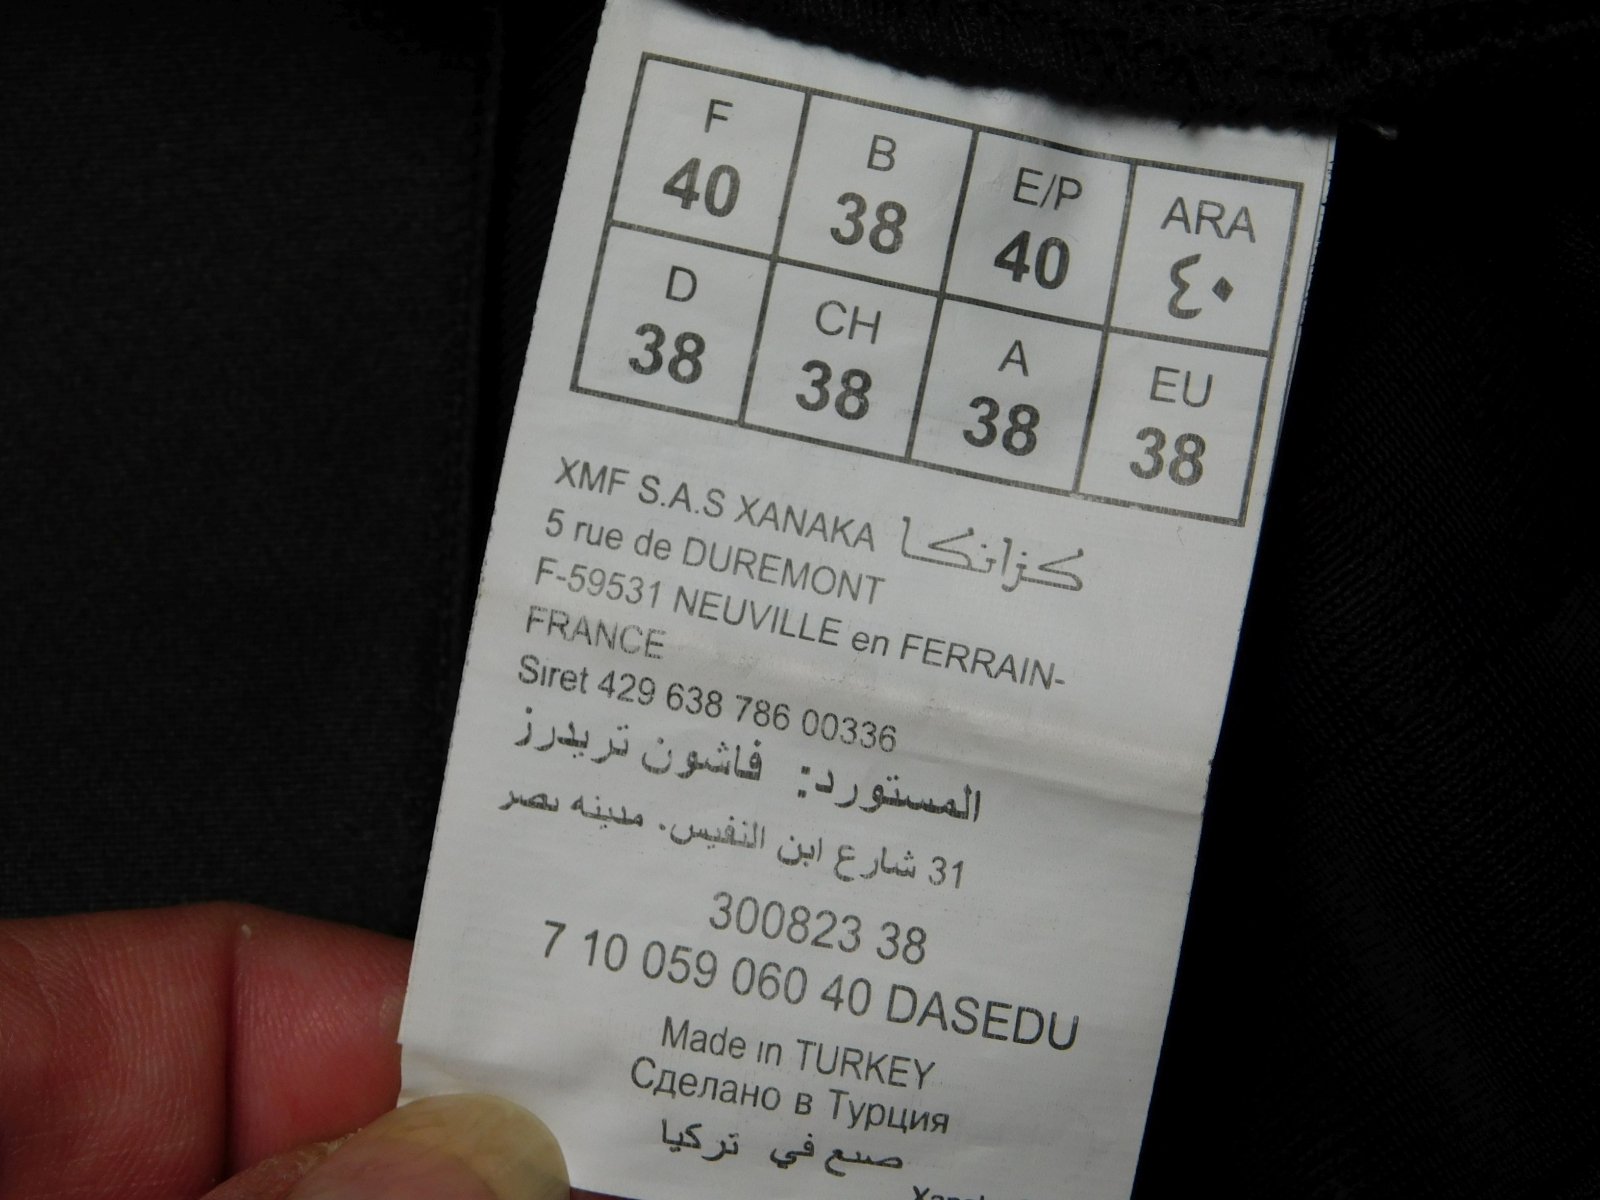 F B E/P ARA
40 38 40 ٤٠
D CH A EU
38 38 38 38
XMF S.A.S XANAKA كزانكا
5 rue de DUREMONT
F-59531 NEUVILLE en FERRAIN-
FRANCE
Siret 429 638 786 00336
المستورد: فاشون تريدرز
31 شارع ابن النفيس. مدينه نصر
300823 38
7 10 059 060 40 DASEDU
Made in TURKEY
Сделано в Турция
صنع في تركيا